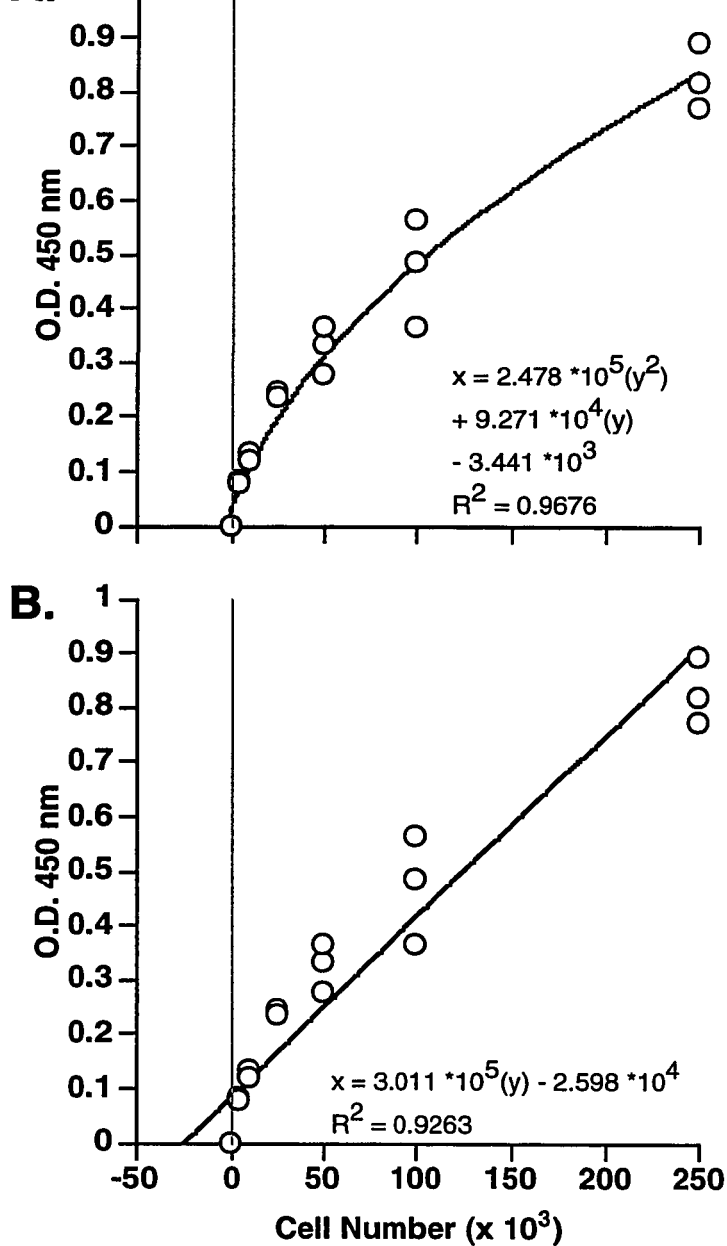 0.9
0.8
0.7
0.6
0.5
0.4
0.3
0.2
0.1
0
O.D. 450 nm
x = 2.478 *10^5(y^2)
+ 9.271 *10^4(y)
- 3.441 *10^3
R^2 = 0.9676
B.
1
0.9
0.8
0.7
0.6
0.5
0.4
0.3
0.2
0.1
0
O.D. 450 nm
x = 3.011 *10^5(y) - 2.598 *10^4
R^2 = 0.9263
-50 0 50 100 150 200 250
Cell Number (x 10^3)